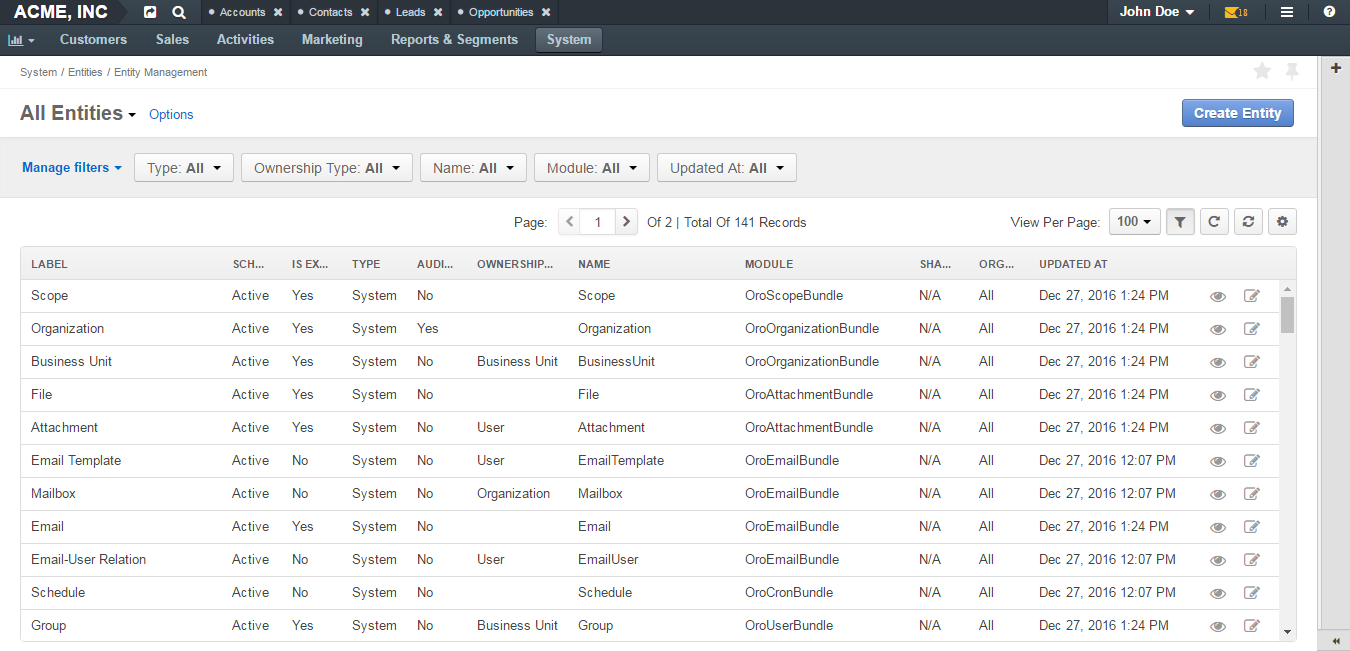 ACME, INC • Accounts ✖ • Contacts ✖ • Leads ✖ • Opportunities ✖ John Doe 18
Customers Sales Activities Marketing Reports & Segments System
System / Entities / Entity Management
All Entities Options Create Entity
Manage filters Type: All Ownership Type: All Name: All Module: All Updated At: All
Page: 1 Of 2 | Total Of 141 Records View Per Page: 100
LABEL SCH... IS EX... TYPE AUDI... OWNERSHIP... NAME MODULE SHA... ORG... UPDATED AT
Scope Active Yes System No Scope OroScopeBundle N/A All Dec 27, 2016 1:24 PM
Organization Active Yes System Yes Organization OroOrganizationBundle N/A All Dec 27, 2016 1:24 PM
Business Unit Active Yes System No Business Unit BusinessUnit OroOrganizationBundle N/A All Dec 27, 2016 1:24 PM
File Active Yes System No File OroAttachmentBundle N/A All Dec 27, 2016 1:24 PM
Attachment Active Yes System No User Attachment OroAttachmentBundle N/A All Dec 27, 2016 1:24 PM
Email Template Active No System No User EmailTemplate OroEmailBundle N/A All Dec 27, 2016 12:07 PM
Mailbox Active No System No Organization Mailbox OroEmailBundle N/A All Dec 27, 2016 12:07 PM
Email Active Yes System No Email OroEmailBundle N/A All Dec 27, 2016 1:24 PM
Email-User Relation Active No System No User EmailUser OroEmailBundle N/A All Dec 27, 2016 12:07 PM
Schedule Active No System No Schedule OroCronBundle N/A All Dec 27, 2016 12:07 PM
Group Active Yes System No Business Unit Group OroUserBundle N/A All Dec 27, 2016 1:24 PM